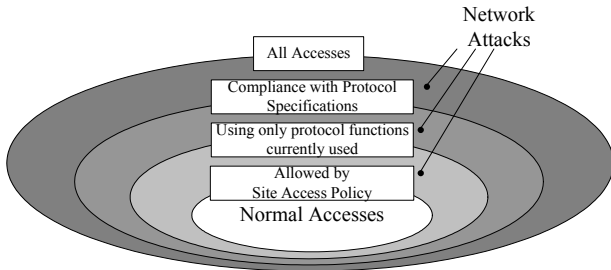 Network
Attacks
All Accesses
Compliance with Protocol
Specifications
Using only protocol functions
currently used
Allowed by
Site Access Policy
Normal Accesses